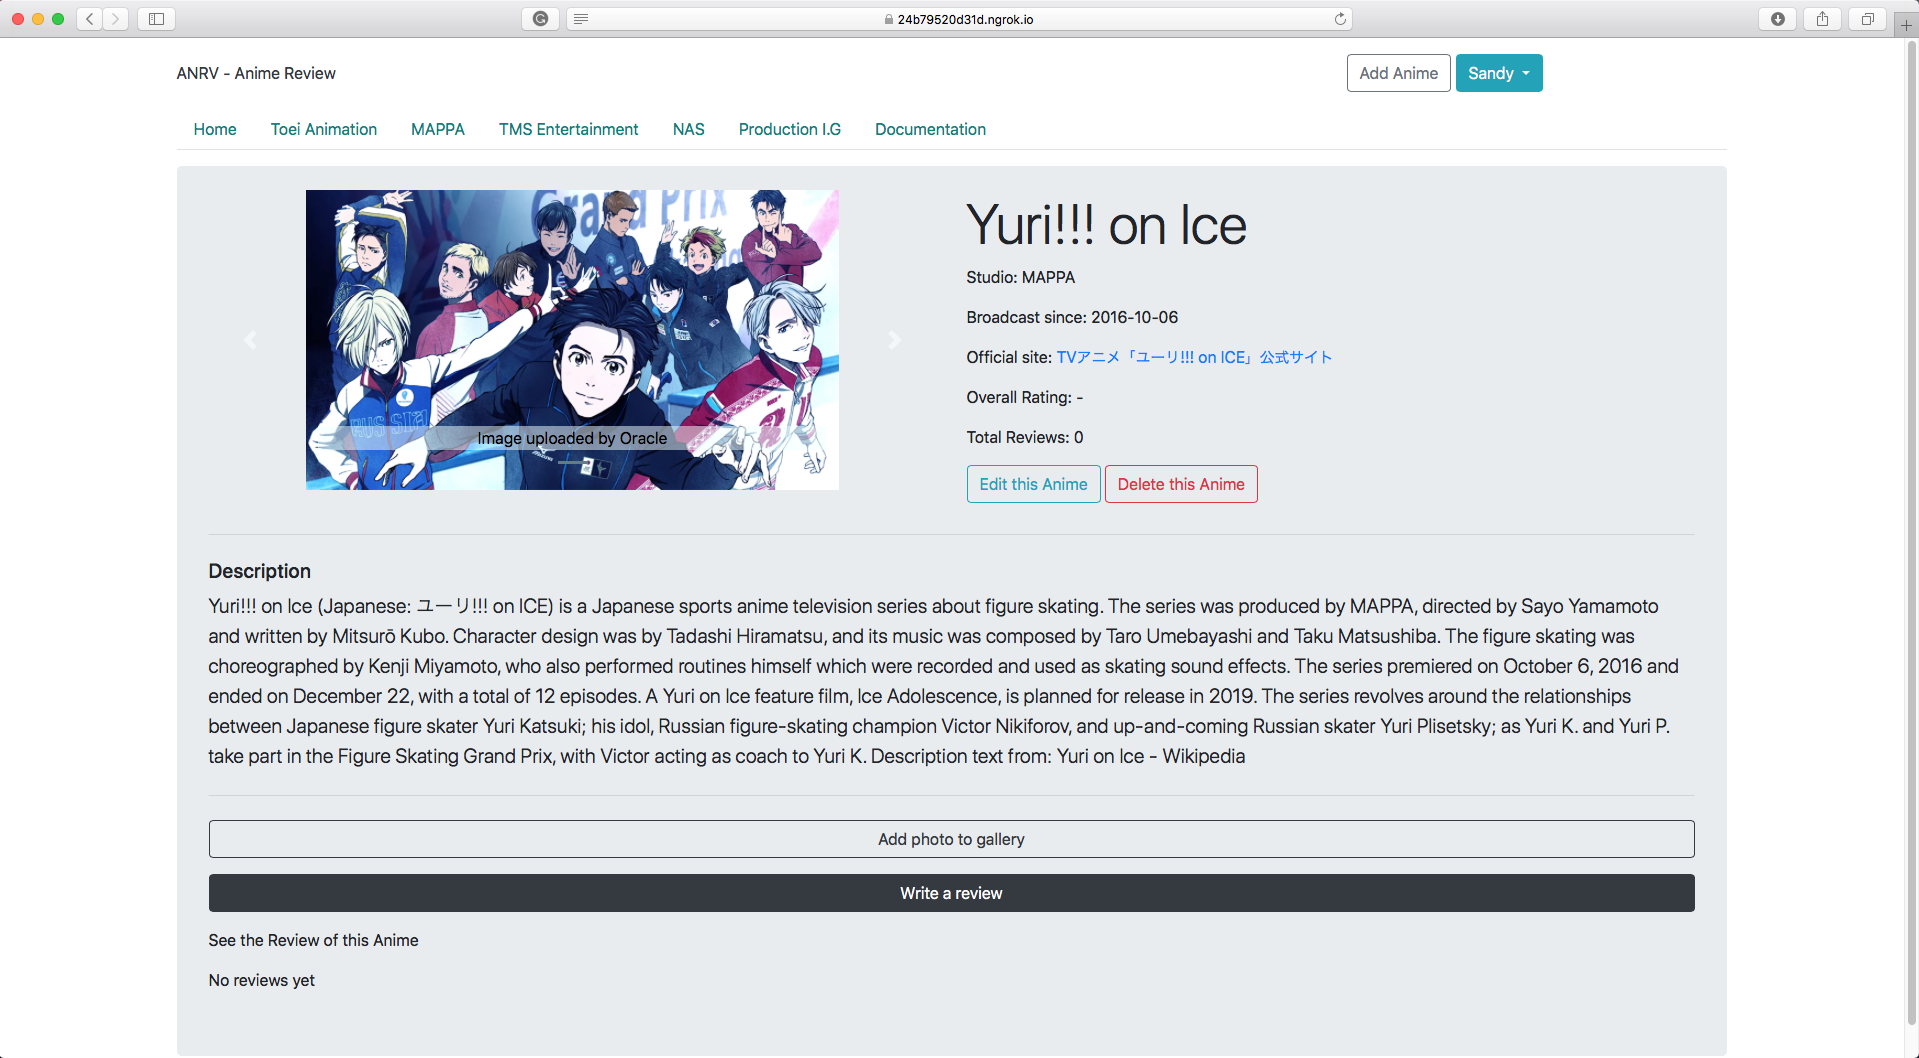 24b79520d31d.ngrok.io
ANRV - Anime Review
Add Anime
Sandy
Home Toei Animation MAPPA TMS Entertainment NAS Production I.G Documentation
Grand Prix
RUSSIA
Image uploaded by Oracle
Yuri!!! on Ice
Studio: MAPPA
Broadcast since: 2016-10-06
Official site: TVアニメ「ユーリ!!! on ICE」公式サイト
Overall Rating: -
Total Reviews: 0
Edit this Anime
Delete this Anime
Description
Yuri!!! on Ice (Japanese: ユーリ!!! on ICE) is a Japanese sports anime television series about figure skating. The series was produced by MAPPA, directed by Sayo Yamamoto
and written by Mitsurō Kubo. Character design was by Tadashi Hiramatsu, and its music was composed by Taro Umebayashi and Taku Matsushiba. The figure skating was
choreographed by Kenji Miyamoto, who also performed routines himself which were recorded and used as skating sound effects. The series premiered on October 6, 2016 and
ended on December 22, with a total of 12 episodes. A Yuri on Ice feature film, Ice Adolescence, is planned for release in 2019. The series revolves around the relationships
between Japanese figure skater Yuri Katsuki; his idol, Russian figure-skating champion Victor Nikiforov, and up-and-coming Russian skater Yuri Plisetsky; as Yuri K. and Yuri P.
take part in the Figure Skating Grand Prix, with Victor acting as coach to Yuri K. Description text from: Yuri on Ice - Wikipedia
Add photo to gallery
Write a review
See the Review of this Anime
No reviews yet